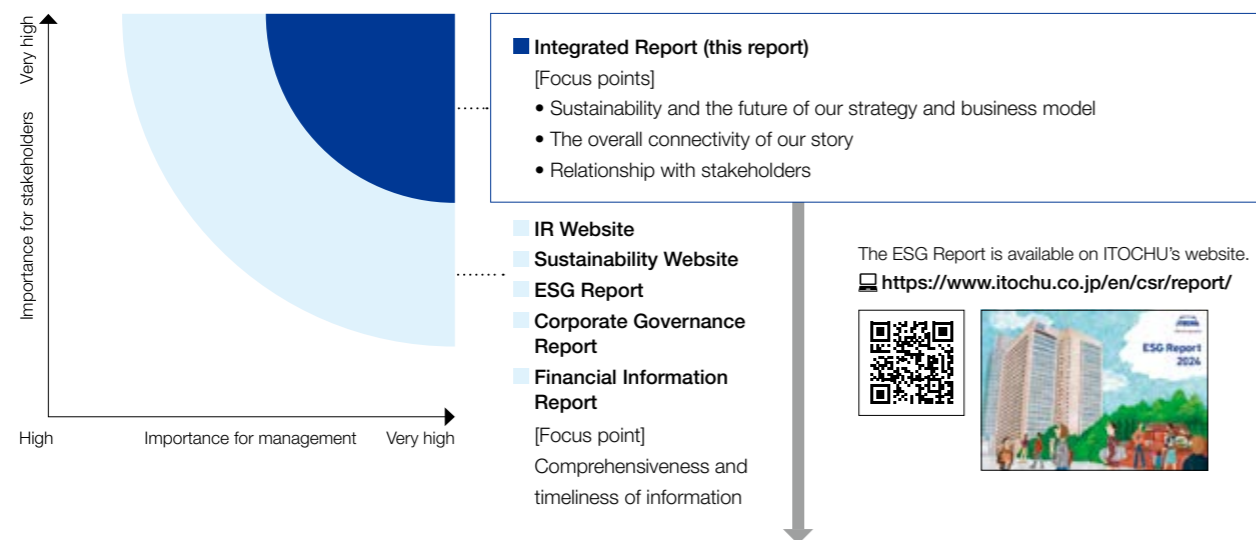 Very high
Importance for stakeholders
High
Importance for management
Very high
Integrated Report (this report)
[Focus points]
• Sustainability and the future of our strategy and business model
• The overall connectivity of our story
• Relationship with stakeholders
IR Website
Sustainability Website
ESG Report
Corporate Governance
Report
Financial Information
Report
[Focus point]
Comprehensiveness and
timeliness of information
The ESG Report is available on ITOCHU’s website.
https://www.itochu.co.jp/en/csr/report/
ESG Report
2024